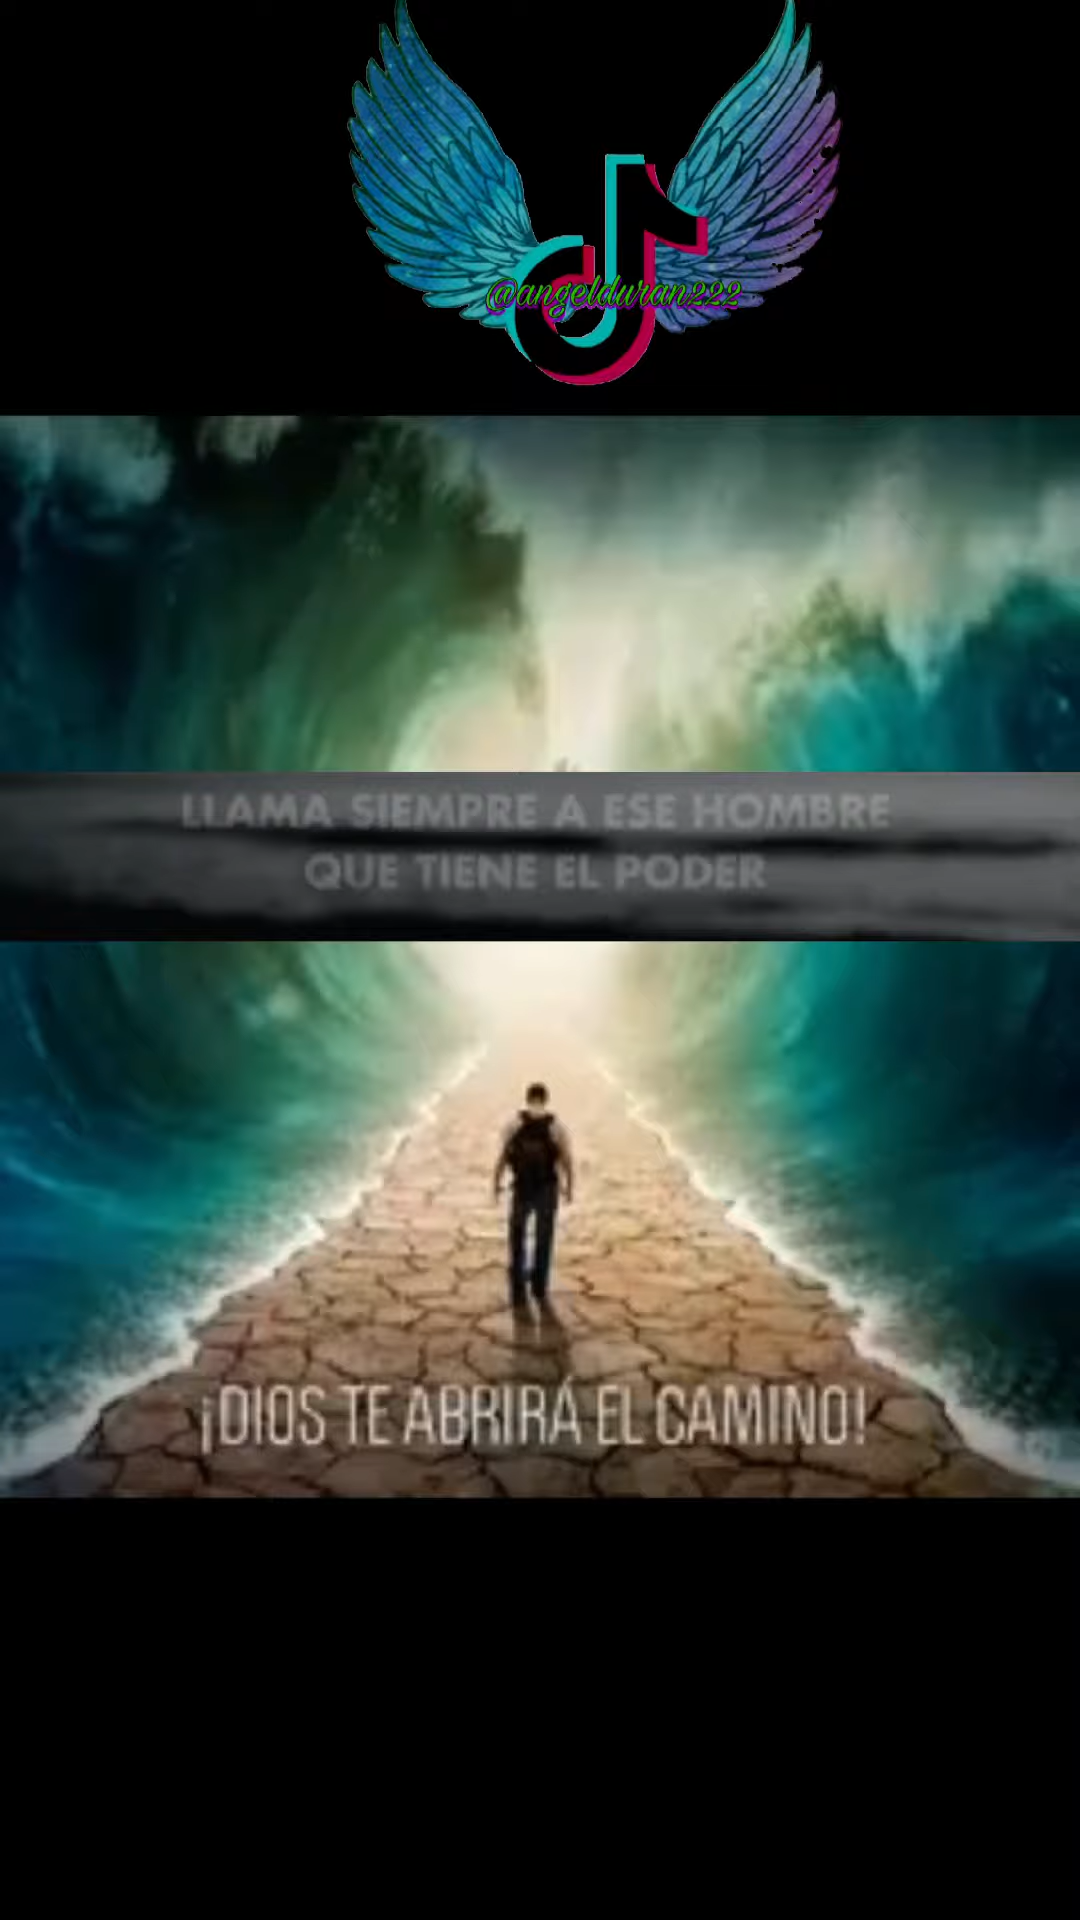 @angelduran222
LLAMA SIEMPRE A ESE HOMBRE
QUE TIENE EL PODER
¡DIOS TE ABRIRÁ EL CAMINO!